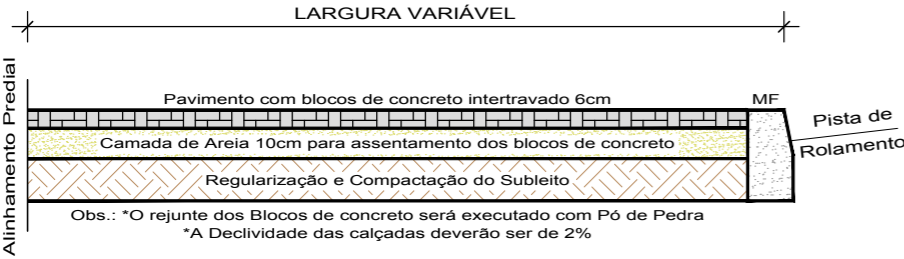 LARGURA VARIÁVEL
Alinhamento Predial
Pavimento com blocos de concreto intertravado 6cm
MF
Pista de
Rolamento
Camada de Areia 10cm para assentamento dos blocos de concreto
Regularização e Compactação do Subleito
Obs.: *O rejunte dos Blocos de concreto será executado com Pó de Pedra
*A Declividade das calçadas deverão ser de 2%